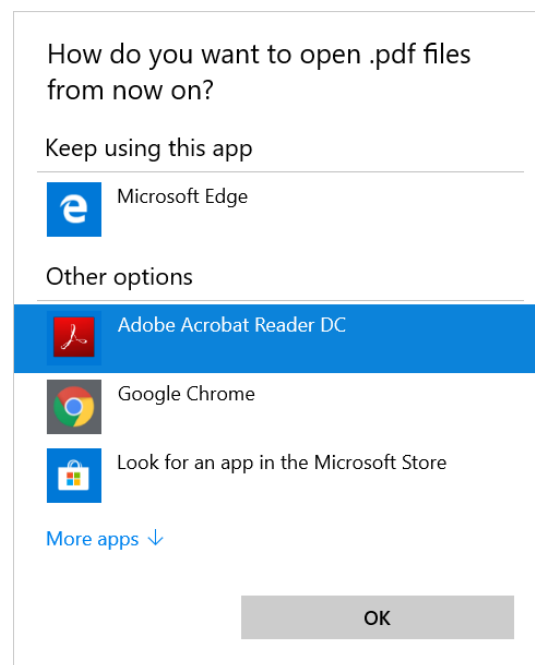 How do you want to open .pdf files
from now on?
Keep using this app
Microsoft Edge
Other options
Adobe Acrobat Reader DC
Google Chrome
Look for an app in the Microsoft Store
More apps ↓
OK